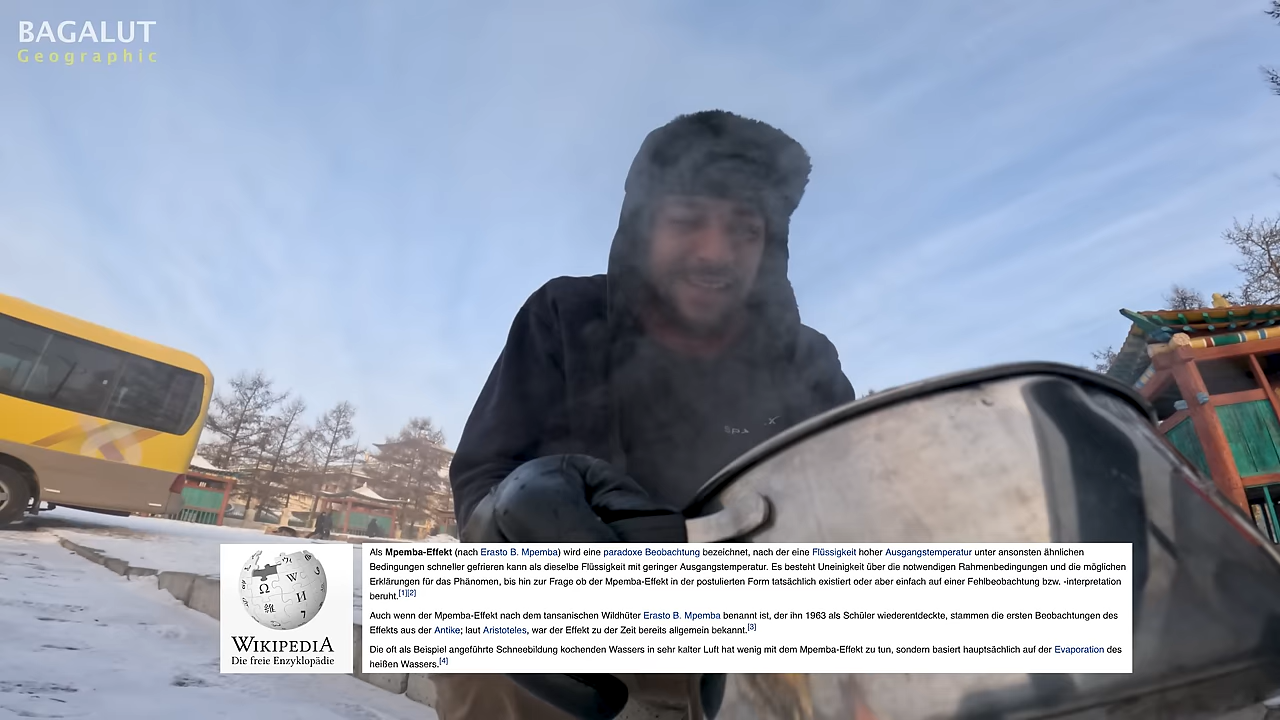 BAGALUT
Geographic
Als Mpemba-Effekt (nach Erasto B. Mpemba) wird eine paradoxe Beobachtung bezeichnet, nach der eine Flüssigkeit hoher Ausgangstemperatur unter ansonsten ähnlichen
Bedingungen schneller gefrieren kann als dieselbe Flüssigkeit mit geringer Ausgangstemperatur. Es besteht Uneinigkeit über die notwendigen Rahmenbedingungen und die möglichen
Erklärungen für das Phänomen, bis hin zur Frage ob der Mpemba-Effekt in der postulierten Form tatsächlich existiert oder aber einfach auf einer Fehlbeobachtung bzw. -interpretation
beruht.[1][2]
Auch wenn der Mpemba-Effekt nach dem tansanischen Wildhüter Erasto B. Mpemba benannt ist, der ihn 1963 als Schüler wiederentdeckte, stammen die ersten Beobachtungen des
Effekts aus der Antike; laut Aristoteles, war der Effekt zu der Zeit bereits allgemein bekannt.[3]
Die oft als Beispiel angeführte Schneebildung kochenden Wassers in sehr kalter Luft hat wenig mit dem Mpemba-Effekt zu tun, sondern basiert hauptsächlich auf der Evaporation des
heißen Wassers.[4]
WIKIPEDIA
Die freie Enzyklopädie